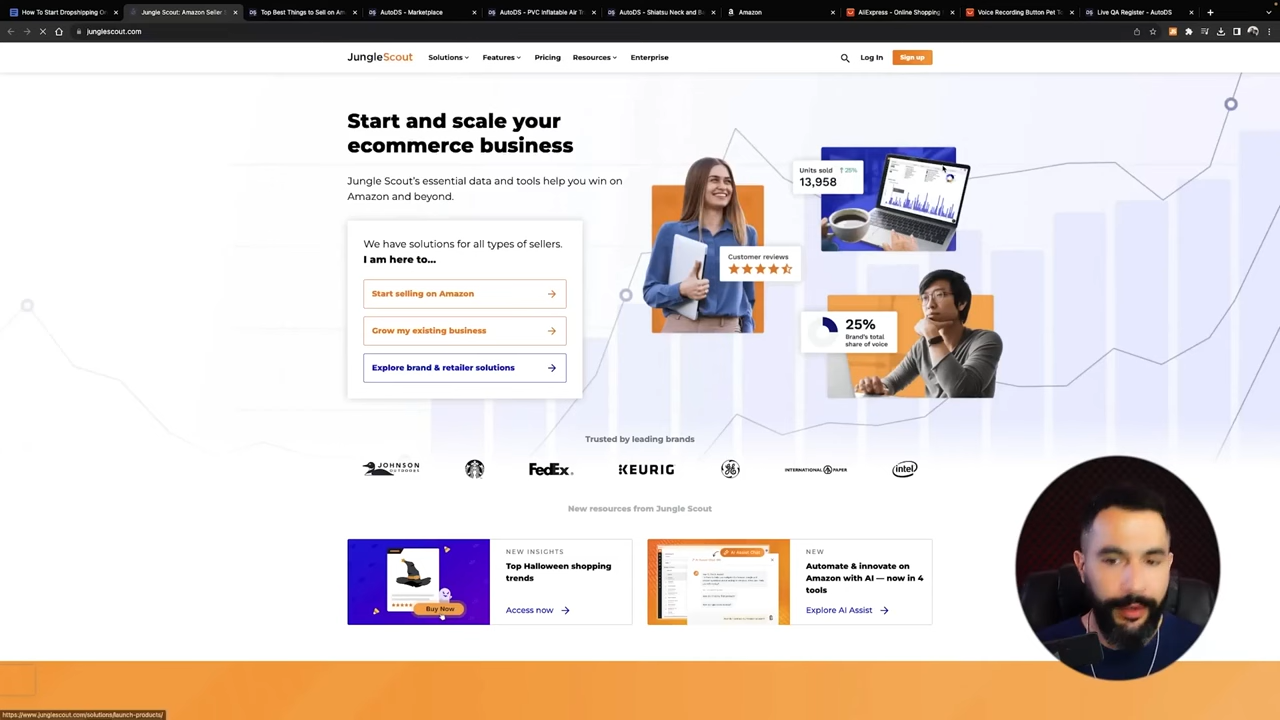 How To Start Dropshipping O
Jungle Scout: Amazon Seller
Top Best Things to Sell on Am
AutoDS - Marketplace
AutoDS - PVC Inflatable Air T
AutoDS - Shiatsu Neck and B
Amazon
AliExpress - Online Shopping
Voice Recording Button Pet T
Live QA Register - AutoDS
junglescout.com
JungleScout
Solutions
Features
Pricing
Resources
Enterprise
Log In
Sign up
Start and scale your
ecommerce business
Jungle Scout's essential data and tools help you win on
Amazon and beyond.
We have solutions for all types of sellers.
I am here to...
Start selling on Amazon
Grow my existing business
Explore brand & retailer solutions
Units sold 28%
13,958
Customer reviews
25%
Brand's total
share of voice
Trusted by leading brands
JOHNSON
OUTDOORS
FedEx
KEURIG
INTERNATIONAL PAPER
intel
New resources from Jungle Scout
Buy Now
NEW INSIGHTS
Top Halloween shopping
trends
Access now
NEW
Automate & innovate on
Amazon with AI — now in 4
tools
Explore AI Assist
https://www.junglescout.com/solutions/launch-products/